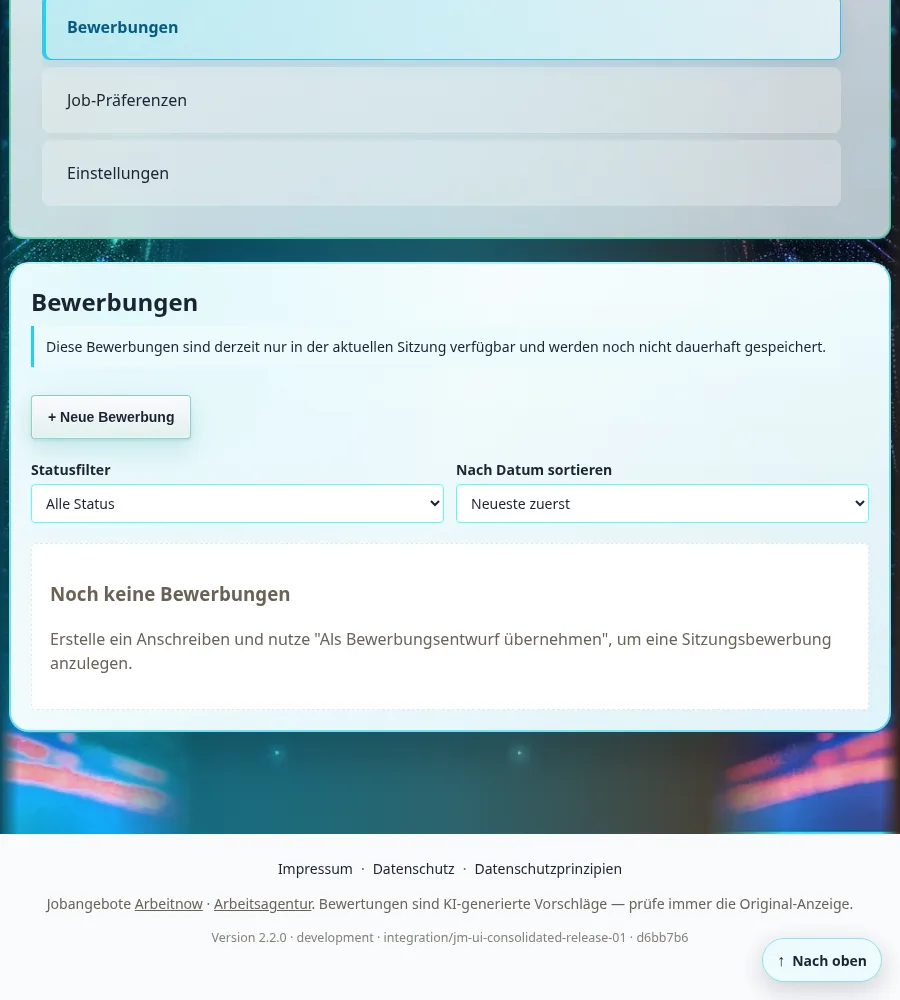 Bewerbungen
Job-Präferenzen
Einstellungen
Bewerbungen
Diese Bewerbungen sind derzeit nur in der aktuellen Sitzung verfügbar und werden noch nicht dauerhaft gespeichert.
+ Neue Bewerbung
Statusfilter
Alle Status
Nach Datum sortieren
Neueste zuerst
Noch keine Bewerbungen
Erstelle ein Anschreiben und nutze "Als Bewerbungsentwurf übernehmen", um eine Sitzungsbewerbung
anzulegen.
Impressum · Datenschutz · Datenschutzprinzipien
Jobangebote Arbeitnow · Arbeitsagentur. Bewertungen sind KI-generierte Vorschläge — prüfe immer die Original-Anzeige.
Version 2.2.0 · development · integration/jm-ui-consolidated-release-01 · d6bb7b6
↑ Nach oben